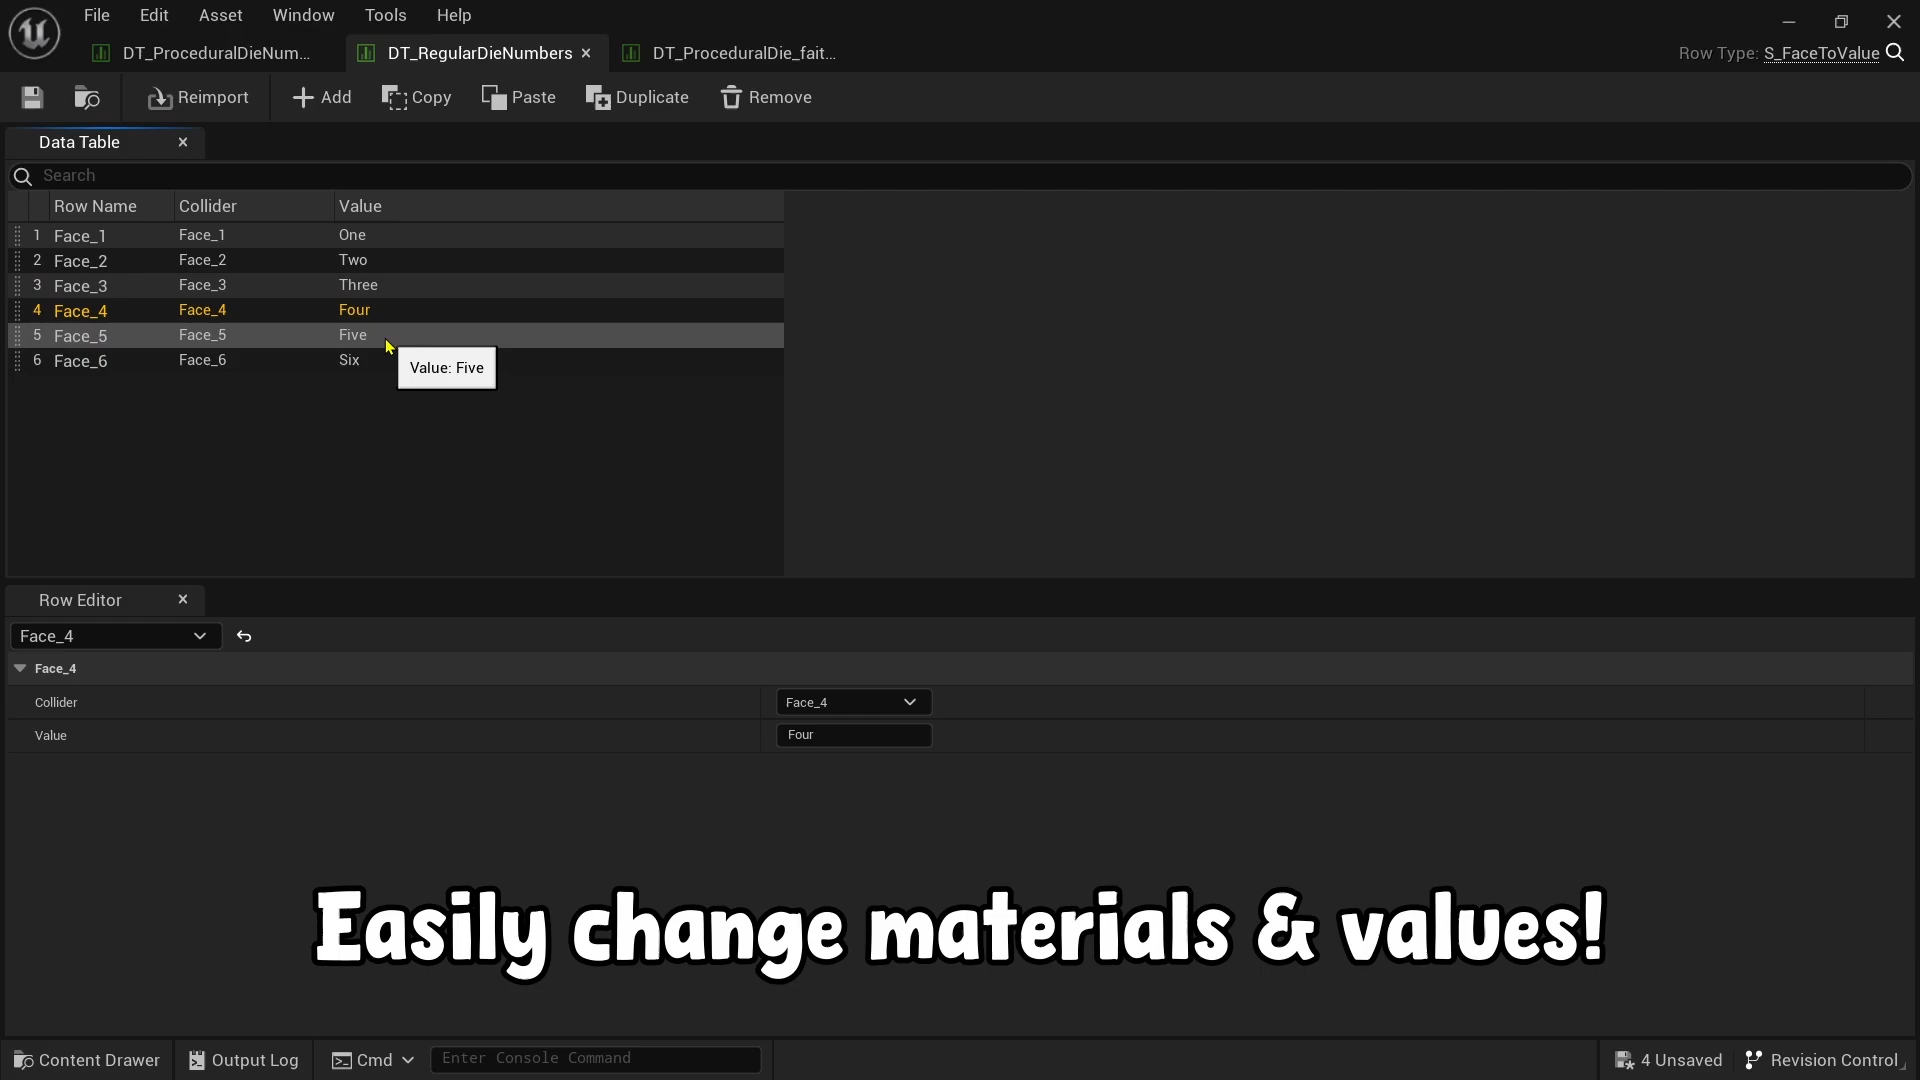 File Edit Asset Window Tools Help
DT_ProceduralDieNum... DT_RegularDieNumbers DT_ProceduralDie_fait... Row Type: S_FaceToValue
Reimport Add Copy Paste Duplicate Remove
Data Table
Search
Row Name Collider Value
1 Face_1 Face_1 One
2 Face_2 Face_2 Two
3 Face_3 Face_3 Three
4 Face_4 Face_4 Four
5 Face_5 Face_5 Five
6 Face_6 Face_6 Six
Value: Five
Row Editor
Face_4
Face_4
Collider Face_4
Value Four
Easily change materials & values!
Content Drawer Output Log Cmd Enter Console Command 4 Unsaved Revision Control